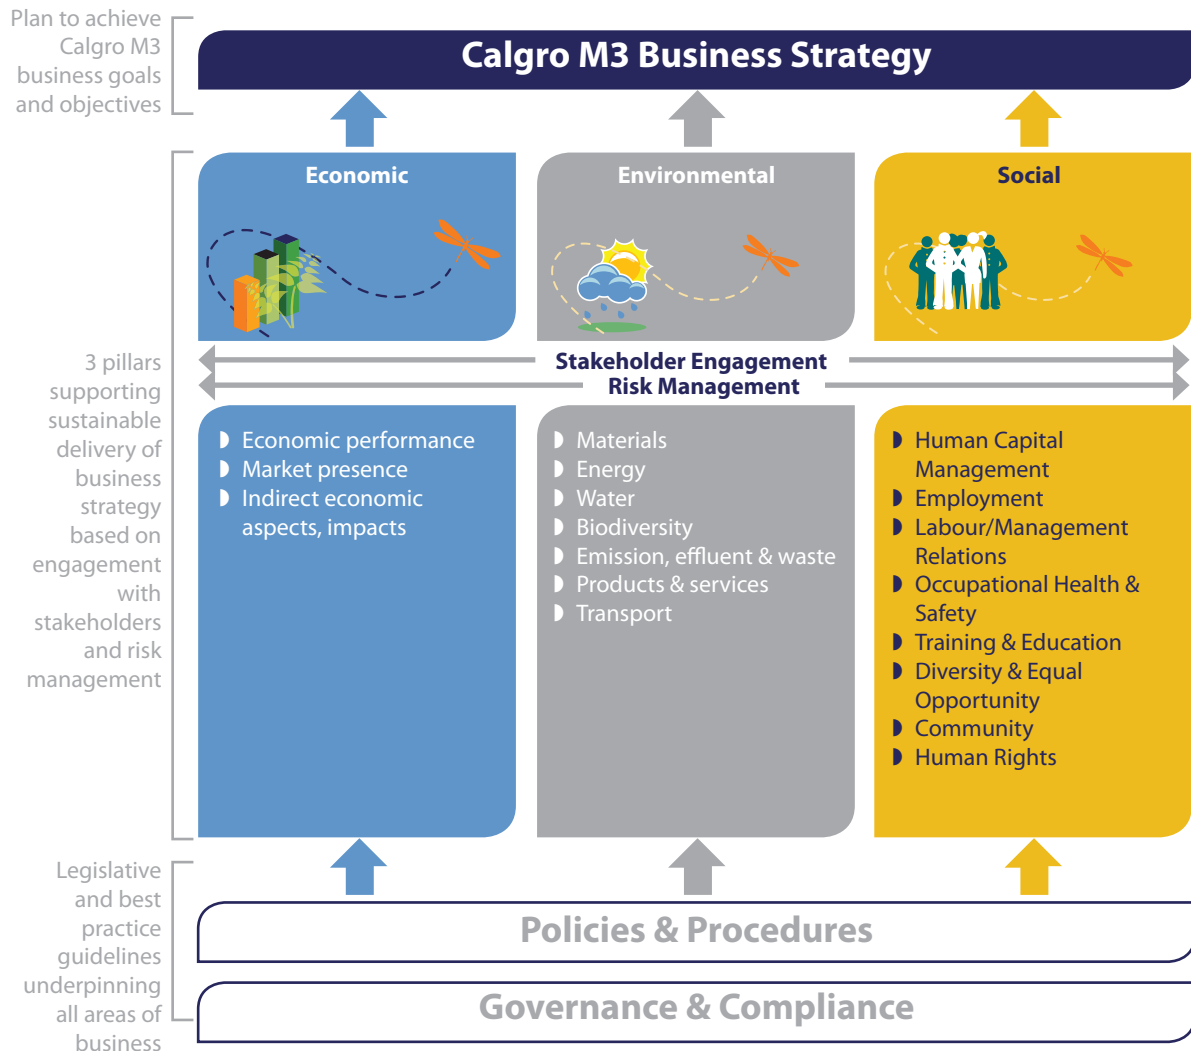 Plan to achieve
Calgro M3
business goals
and objectives
Calgro M3 Business Strategy
Economic
Environmental
Social
Stakeholder Engagement
Risk Management
3 pillars
supporting
sustainable
delivery of
business
strategy
based on
engagement
with
stakeholders
and risk
management
Economic performance
Market presence
Indirect economic
aspects, impacts
Materials
Energy
Water
Biodiversity
Emission, effluent & waste
Products & services
Transport
Human Capital
Management
Employment
Labour/Management
Relations
Occupational Health &
Safety
Training & Education
Diversity & Equal
Opportunity
Community
Human Rights
Legislative
and best
practice
guidelines
underpinning
all areas of
business
Policies & Procedures
Governance & Compliance